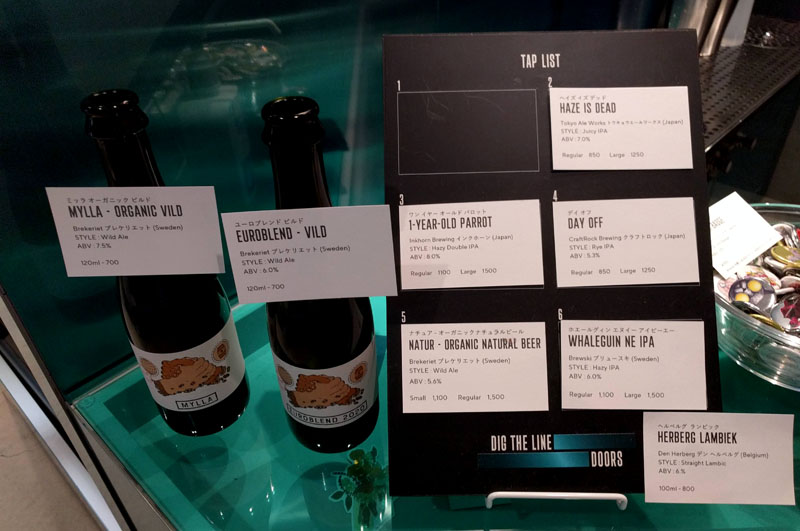 TAP LIST
1
2
ヘイズ イズ デッド
HAZE IS DEAD
Tokyo Ale Works トウキョウエールワークス (Japan)
STYLE : Juicy IPA
ABV : 7.0%
Regular 850 Large 1250
3
ワン イヤー オールド パロット
1-YEAR-OLD PARROT
Inkhorn Brewing インクホーン (Japan)
STYLE : Hazy Double IPA
ABV : 8.0%
Regular 1100 Large 1500
4
デイ オフ
DAY OFF
CraftRock Brewing クラフトロック (Japan)
STYLE : Rye IPA
ABV : 5.3%
Regular 850 Large 1250
5
ナチュア - オーガニックナチュラルビール
NATUR - ORGANIC NATURAL BEER
Brekeriet ブレケリエット (Sweden)
STYLE : Wild Ale
ABV : 5.6%
Small 1,100 Regular 1,500
6
ホエールグィン エヌイー アイピーエー
WHALEGUIN NE IPA
Brewski ブリュースキ (Sweden)
STYLE : Hazy IPA
ABV : 6.0%
Regular 1,100 Large 1,500
DIG THE LINE
DOORS
ミッラ オーガニック ビルド
MYLLA - ORGANIC VILD
Brekeriet ブレケリエット (Sweden)
STYLE : Wild Ale
ABV : 7.5%
120ml - 700
ユーロブレンド ビルド
EUROBLEND - VILD
Brekeriet ブレケリエット (Sweden)
STYLE : Wild Ale
ABV : 6.0%
120ml - 700
MYLLA
EUROBLEND 2020
ヘルベルグ ランビック
HERBERG LAMBIEK
Den Herberg デン ヘルベルグ (Belgium)
STYLE : Straight Lambic
ABV : 6.%
100ml - 800